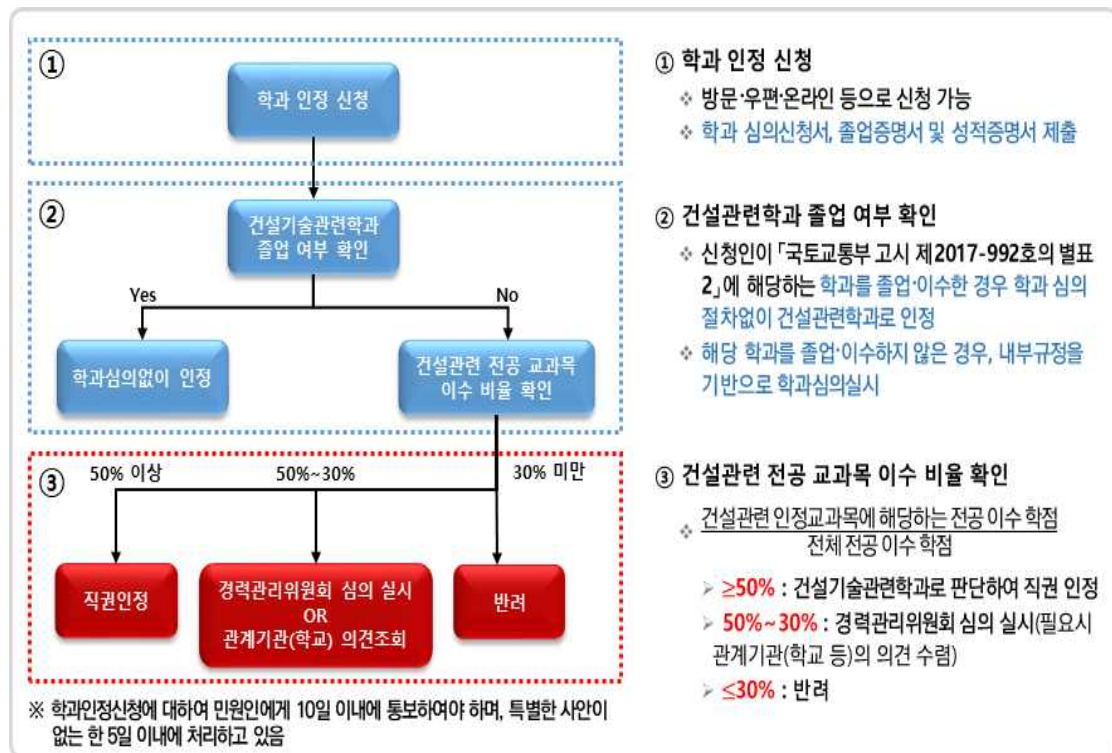 ①
학과 인정 신청
②
건설기술관련학과
졸업 여부 확인
Yes
No
학과심의없이 인정
건설관련 전공 교과목
이수 비율 확인
③
50% 이상
50%~30%
30% 미만
직권인정
경력관리위원회 심의 실시
OR
관계기관(학교) 의견조회
반려
※ 학과인정신청에 대하여 민원인에게 10일 이내에 통보하여야 하며, 특별한 사안이
없는 한 5일 이내에 처리하고 있음
① 학과 인정 신청
❖ 방문·우편·온라인 등으로 신청 가능
❖ 학과 심의신청서, 졸업증명서 및 성적증명서 제출
② 건설관련학과 졸업 여부 확인
❖ 신청인이 「국토교통부 고시 제2017-992호의 별표
2」에 해당하는 학과를 졸업·이수한 경우 학과 심의
절차없이 건설관련학과로 인정
❖ 해당 학과를 졸업·이수하지 않은 경우, 내부규정을
기반으로 학과심의실시
③ 건설관련 전공 교과목 이수 비율 확인
❖ 건설관련 인정교과목에 해당하는 전공 이수 학점
전체 전공 이수 학점
➢ ≥50% : 건설기술관련학과로 판단하여 직권 인정
➢ 50%~30% : 경력관리위원회 심의 실시(필요시
관계기관(학교 등)의 의견 수렴)
➢ ≤30% : 반려